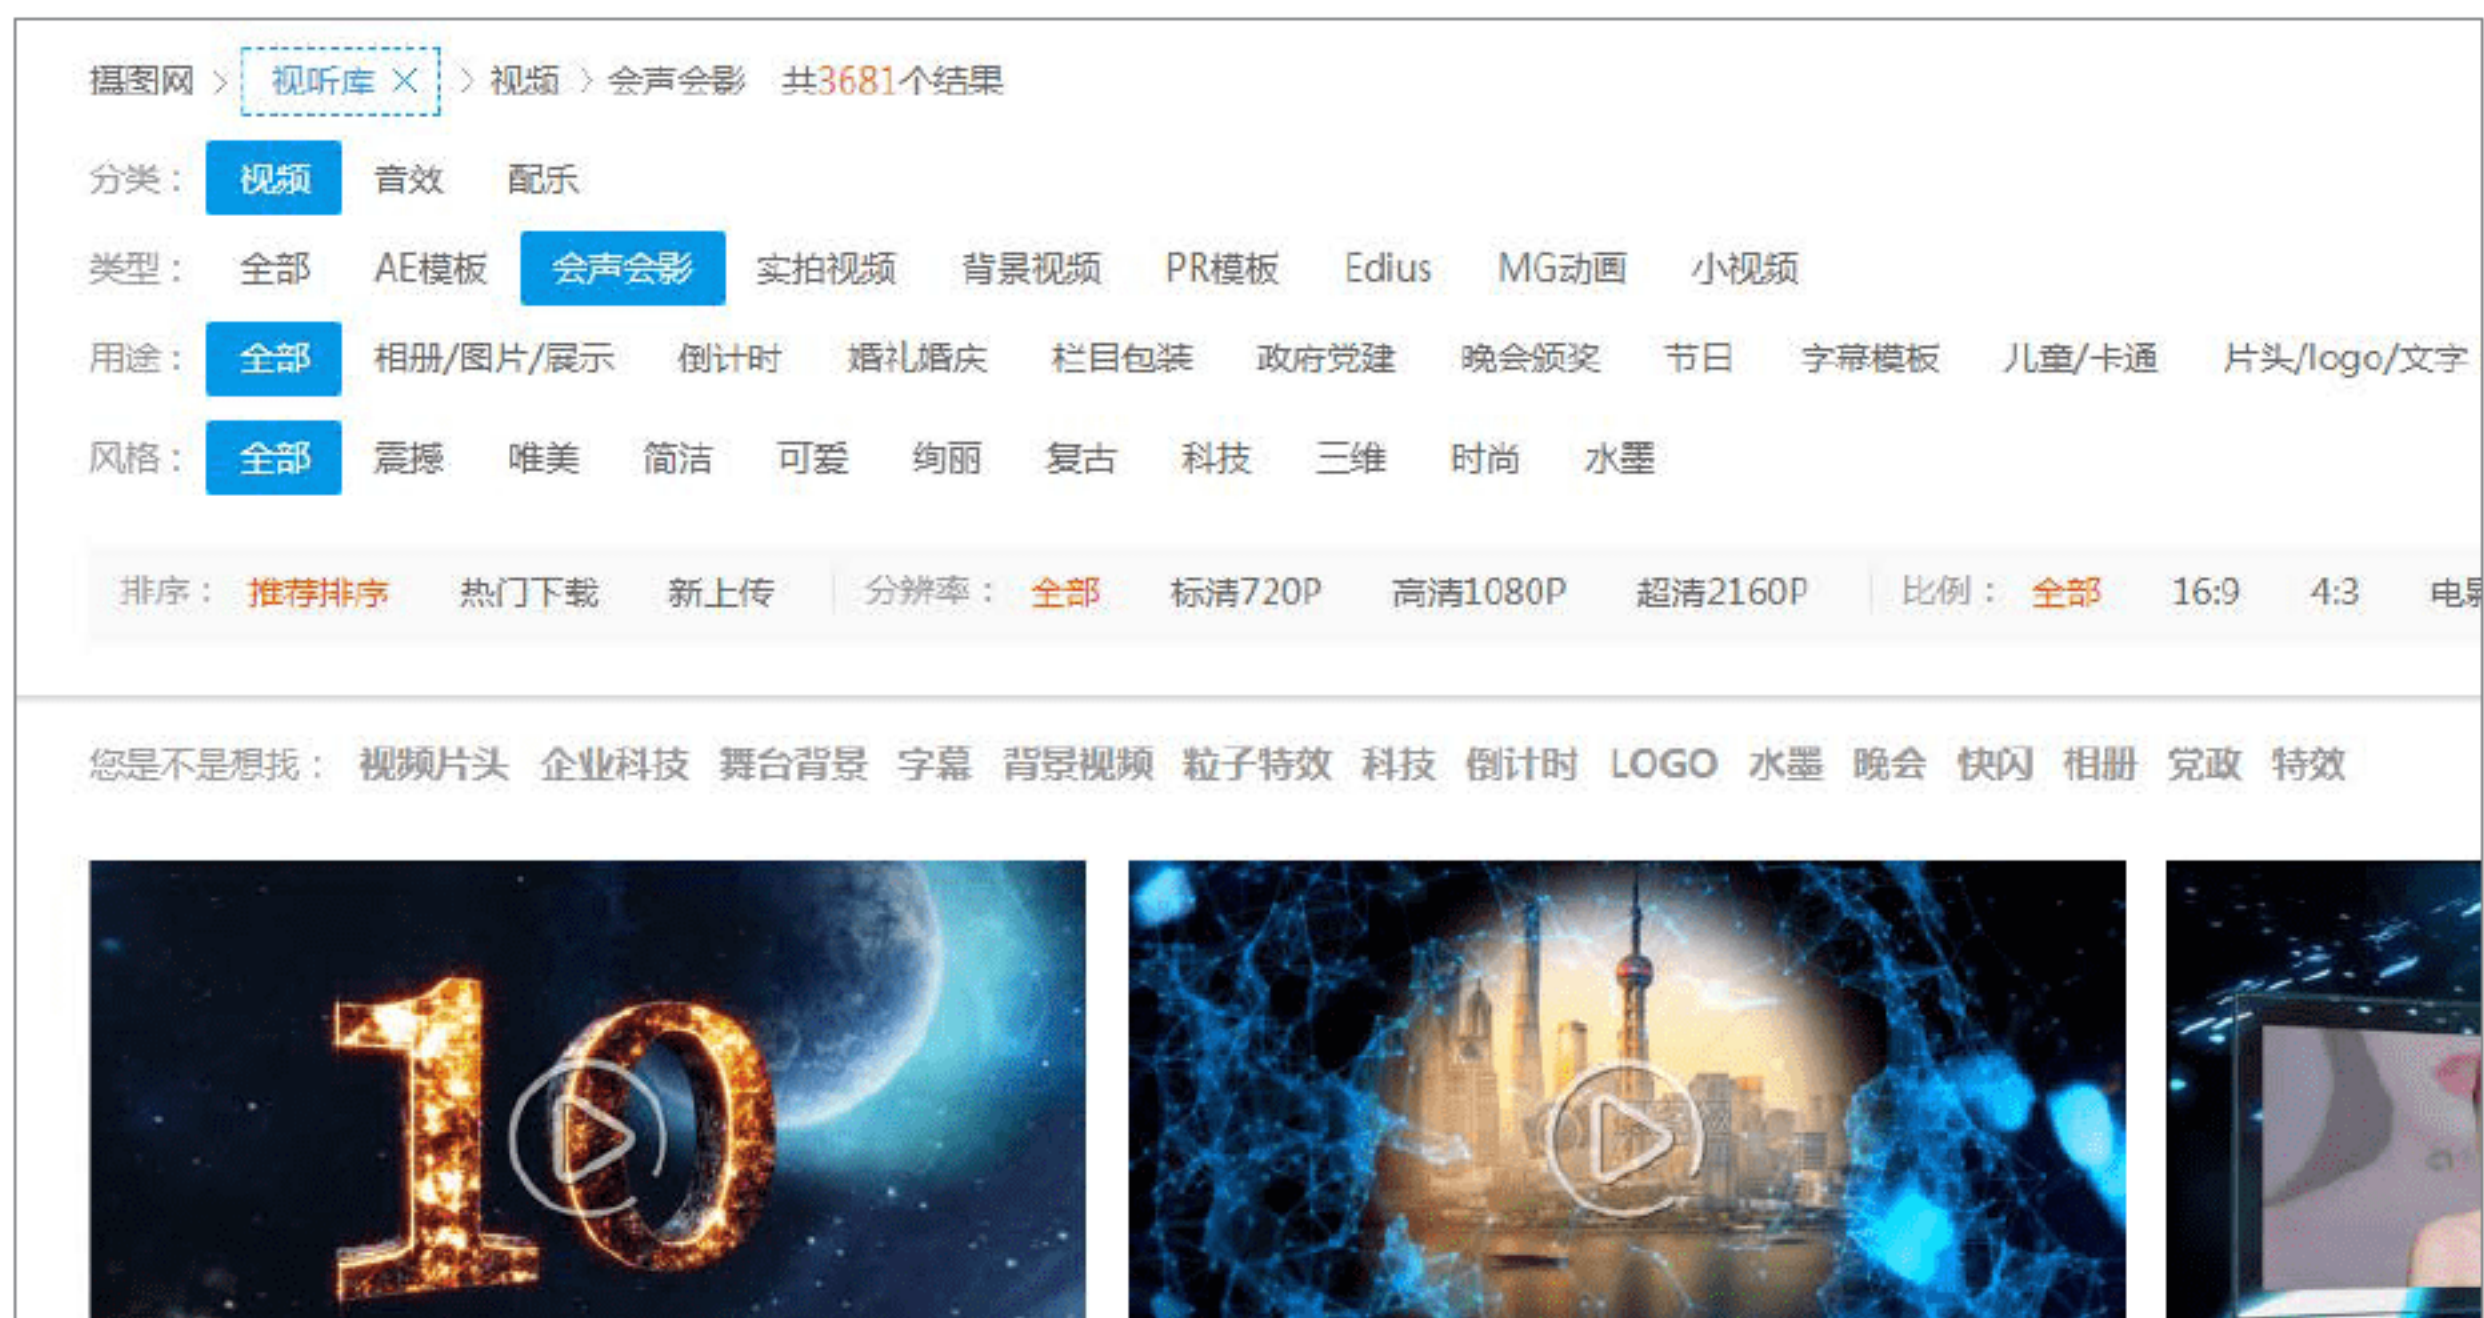 摄图网 > 视听库 × > 视频 > 会声会影 共3681个结果
分类： 视频 音效 配乐
类型： 全部 AE模板 会声会影 实拍视频 背景视频 PR模板 Edius MG动画 小视频
用途： 全部 相册/图片/展示 倒计时 婚礼婚庆 栏目包装 政府党建 晚会颁奖 节日 字幕模板 儿童/卡通 片头/logo/文字
风格： 全部 震撼 唯美 简洁 可爱 绚丽 复古 科技 三维 时尚 水墨
排序： 推荐排序 热门下载 新上传 分辨率： 全部 标清720P 高清1080P 超清2160P 比例： 全部 16:9 4:3 电影
您是不是想找： 视频片头 企业科技 舞台背景 字幕 背景视频 粒子特效 科技 倒计时 LOGO 水墨 晚会 快闪 相册 党政 特效
10